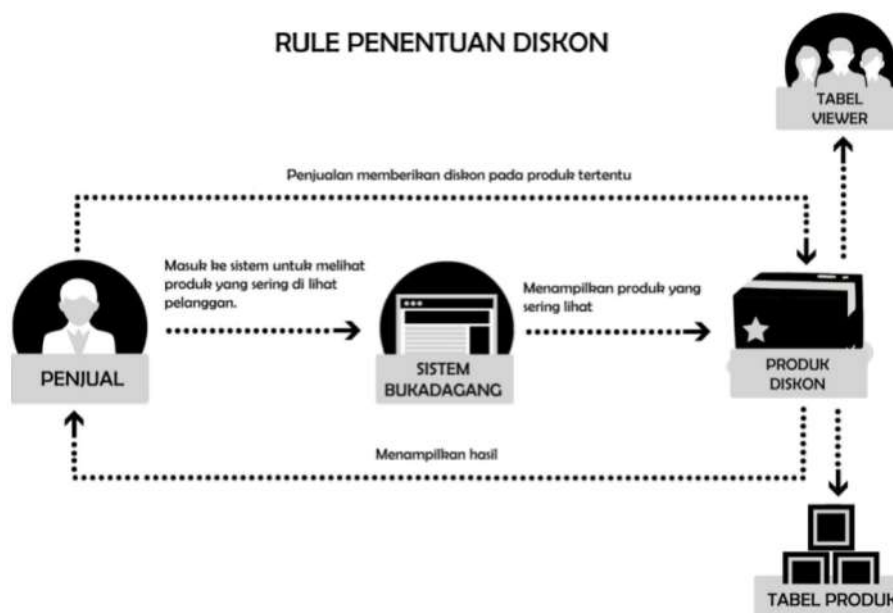 RULE PENENTUAN DISKON
TABEL
VIEWER
Penjualan memberikan diskon pada produk tertentu
Masuk ke sistem untuk melihat
produk yang sering di lihat
pelanggan.
Menampilkan produk yang
sering lihat
PENJUAL
SISTEM
BUKADAGANG
PRODUK
DISKON
Menampilkan hasil
TABEL PRODUK